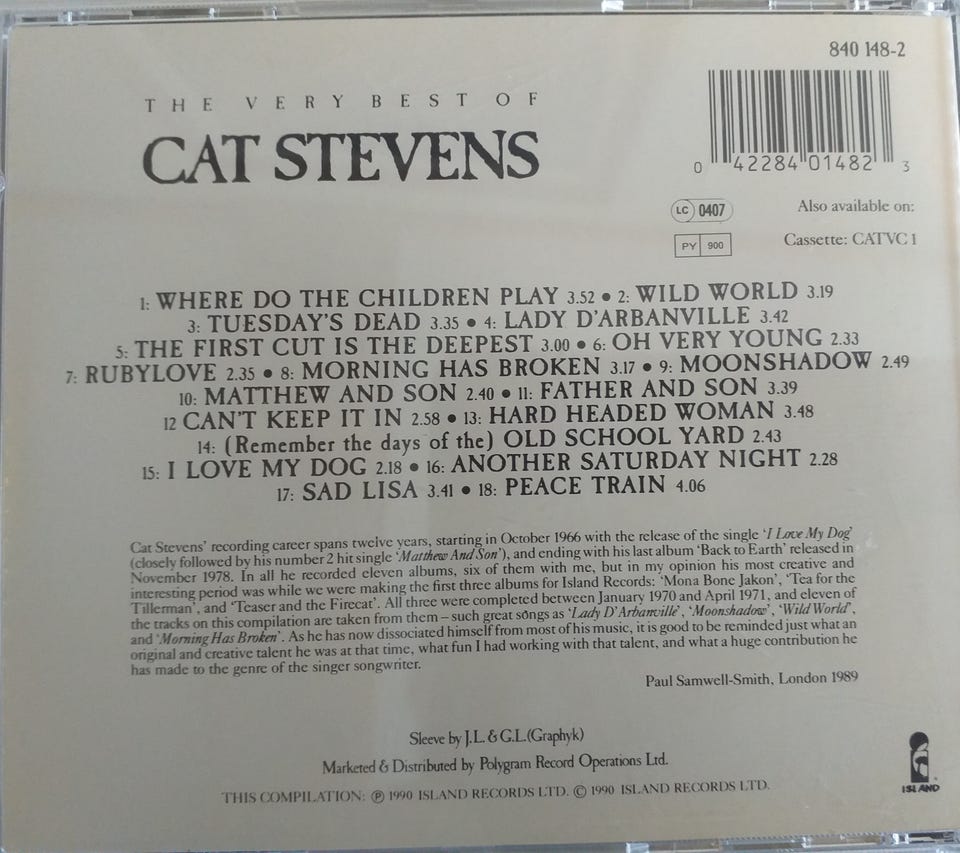 840 148-2
THE VERY BEST OF
CAT STEVENS
0 42284 01482 3
LC 0407
Also available on:
PY 900
Cassette: CATVC 1
1: WHERE DO THE CHILDREN PLAY 3.52 • 2: WILD WORLD 3.19
3: TUESDAY'S DEAD 3.35 • 4: LADY D'ARBANVILLE 3.42
5: THE FIRST CUT IS THE DEEPEST 3.00 • 6: OH VERY YOUNG 2.33
7: RUBYLOVE 2.35 • 8: MORNING HAS BROKEN 3.17 • 9: MOONSHADOW 2.49
10: MATTHEW AND SON 2.40 • 11: FATHER AND SON 3.39
12 CAN'T KEEP IT IN 2.58 • 13: HARD HEADED WOMAN 3.48
14: (Remember the days of the) OLD SCHOOL YARD 2.43
15: I LOVE MY DOG 2.18 • 16: ANOTHER SATURDAY NIGHT 2.28
17: SAD LISA 3.41 • 18: PEACE TRAIN 4.06
Cat Stevens' recording career spans twelve years, starting in October 1966 with the release of the single 'I Love My Dog'
(closely followed by his number 2 hit single 'Matthew And Son'), and ending with his last album 'Back to Earth' released in
November 1978. In all he recorded eleven albums, six of them with me, but in my opinion his most creative and
interesting period was while we were making the first three albums for Island Records: 'Mona Bone Jakon', 'Tea for the
Tillerman', and 'Teaser and the Firecat'. All three were completed between January 1970 and April 1971, and eleven of
the tracks on this compilation are taken from them – such great songs as 'Lady D'Arbanville', 'Moonshadow', 'Wild World',
and 'Morning Has Broken'. As he has now dissociated himself from most of his music, it is good to be reminded just what an
original and creative talent he was at that time, what fun I had working with that talent, and what a huge contribution he
has made to the genre of the singer songwriter.
Paul Samwell-Smith, London 1989
Sleeve by J.L. & G.L.(Graphyk)
Marketed & Distributed by Polygram Record Operations Ltd.
THIS COMPILATION: ℗ 1990 ISLAND RECORDS LTD. © 1990 ISLAND RECORDS LTD.
ISLAND